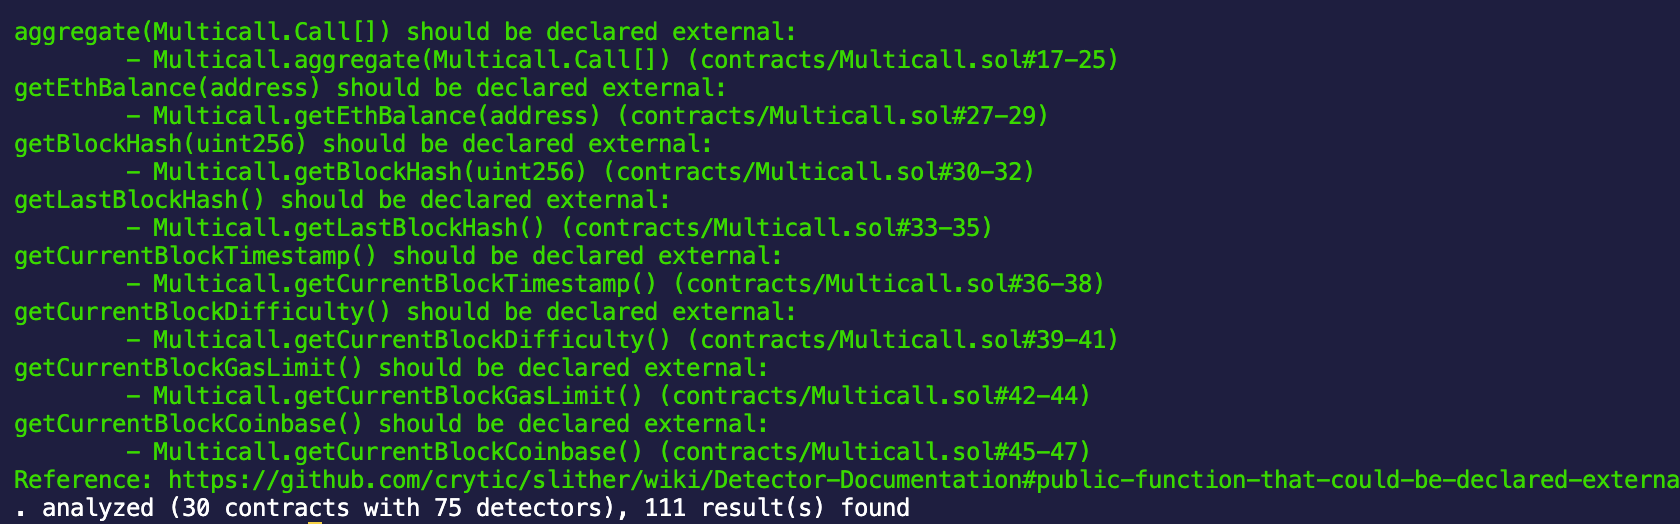 aggregate(Multicall.Call[]) should be declared external:
- Multicall.aggregate(Multicall.Call[]) (contracts/Multicall.sol#17-25)
getEthBalance(address) should be declared external:
- Multicall.getEthBalance(address) (contracts/Multicall.sol#27-29)
getBlockHash(uint256) should be declared external:
- Multicall.getBlockHash(uint256) (contracts/Multicall.sol#30-32)
getLastBlockHash() should be declared external:
- Multicall.getLastBlockHash() (contracts/Multicall.sol#33-35)
getCurrentBlockTimestamp() should be declared external:
- Multicall.getCurrentBlockTimestamp() (contracts/Multicall.sol#36-38)
getCurrentBlockDifficulty() should be declared external:
- Multicall.getCurrentBlockDifficulty() (contracts/Multicall.sol#39-41)
getCurrentBlockGasLimit() should be declared external:
- Multicall.getCurrentBlockGasLimit() (contracts/Multicall.sol#42-44)
getCurrentBlockCoinbase() should be declared external:
- Multicall.getCurrentBlockCoinbase() (contracts/Multicall.sol#45-47)
Reference: https://github.com/crytic/slither/wiki/Detector-Documentation#public-function-that-could-be-declared-externa
. analyzed (30 contracts with 75 detectors), 111 result(s) found